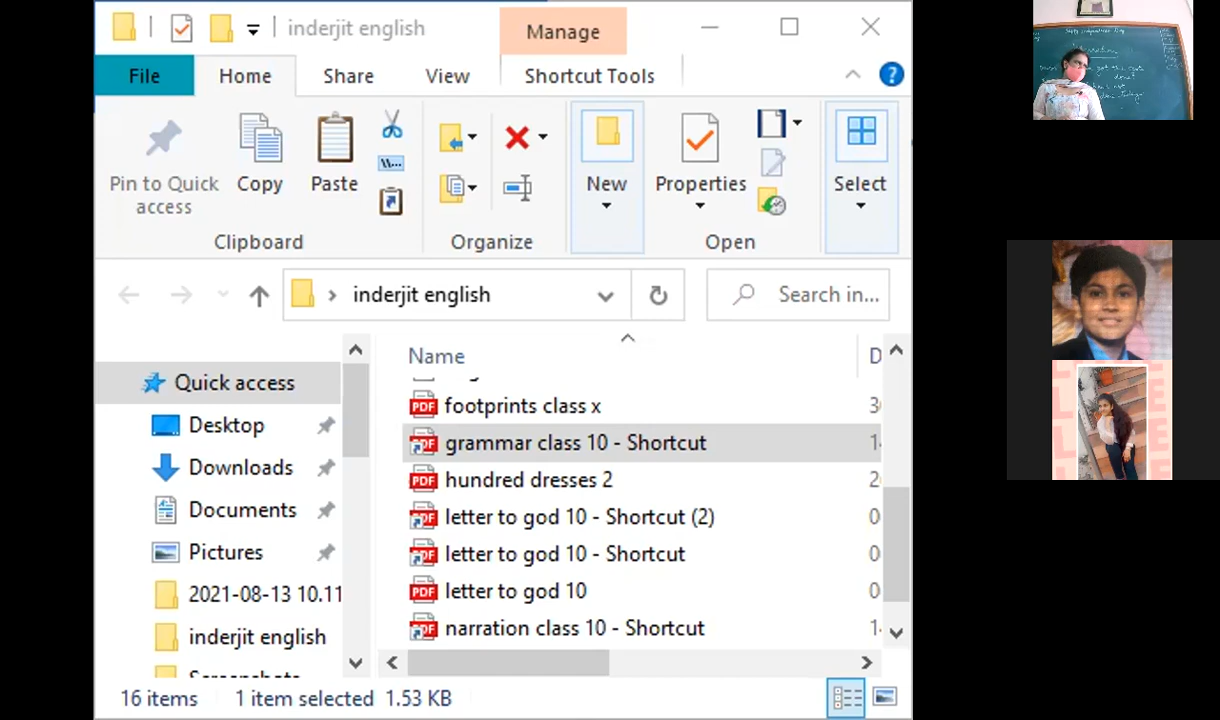 inderjit english
Manage
File
Home
Share
View
Shortcut Tools
Pin to Quick access
Copy
Paste
New
Properties
Select
Clipboard
Organize
Open
inderjit english
Search in...
Name
D
Quick access
Desktop
Downloads
Documents
Pictures
2021-08-13 10.11
inderjit english
Screenshots
footprints class x
grammar class 10 - Shortcut
hundred dresses 2
letter to god 10 - Shortcut (2)
letter to god 10 - Shortcut
letter to god 10
narration class 10 - Shortcut
16 items
1 item selected 1.53 KB